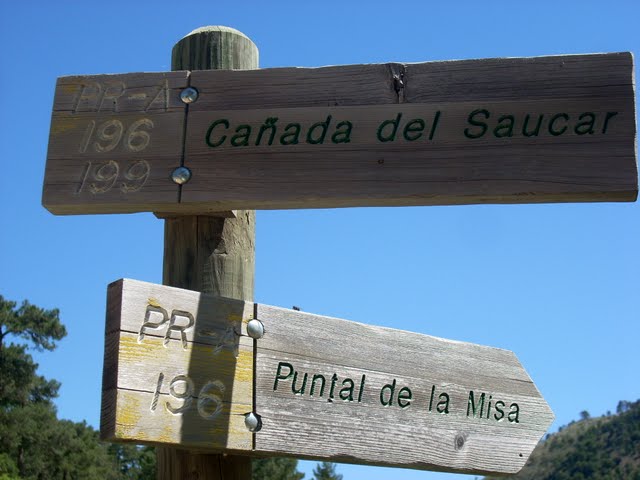 PR-A
196
199
Cañada del Saucar
PR-A
196
Puntal de la Misa